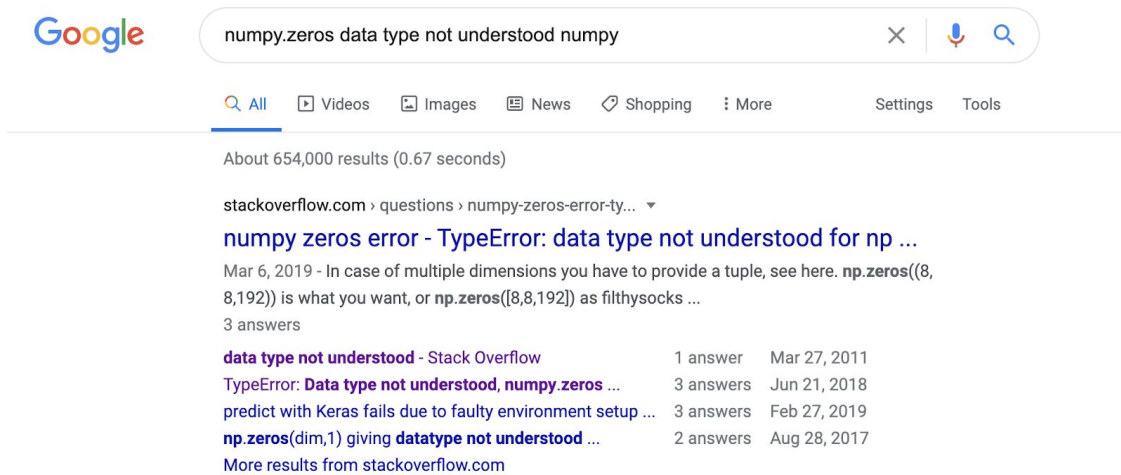 Google
numpy.zeros data type not understood numpy
All Videos Images News Shopping More Settings Tools
About 654,000 results (0.67 seconds)
stackoverflow.com › questions › numpy-zeros-error-ty...
numpy zeros error - TypeError: data type not understood for np ...
Mar 6, 2019 - In case of multiple dimensions you have to provide a tuple, see here. np.zeros((8,
8,192)) is what you want, or np.zeros([8,8,192]) as filthysocks ...
3 answers
data type not understood - Stack Overflow 1 answer Mar 27, 2011
TypeError: Data type not understood, numpy.zeros ... 3 answers Jun 21, 2018
predict with Keras fails due to faulty environment setup ... 3 answers Feb 27, 2019
np.zeros(dim,1) giving datatype not understood ... 2 answers Aug 28, 2017
More results from stackoverflow.com